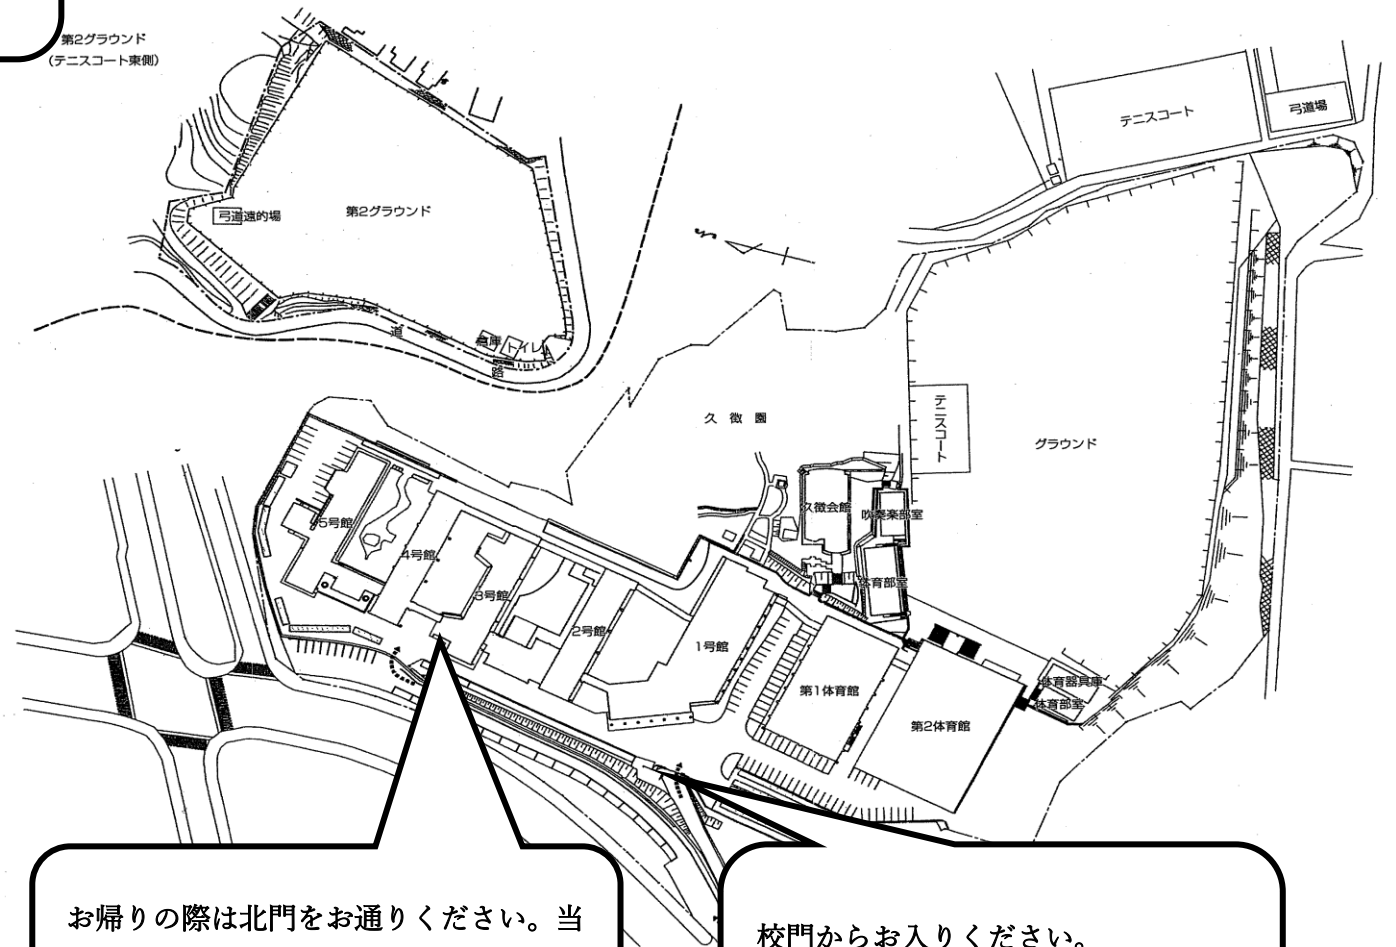 第2グラウンド
（テニスコート東側）
テニスコート
弓道場
弓道遠的場
第2グラウンド
道
路
倉庫
トイレ
久徴園
テニスコート
グラウンド
久徴会館
吹奏楽部室
体育部室
5号館
4号館
3号館
2号館
1号館
第1体育館
第2体育館
体育器具庫
体育部室
お帰りの際は北門をお通りください。当
校門からお入りください。